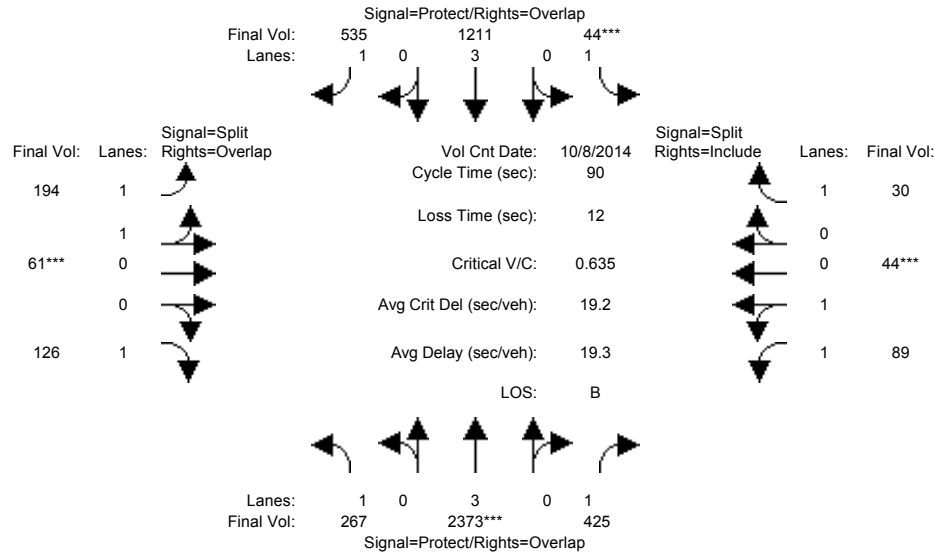 Signal=Protect/Rights=Overlap
Final Vol: 535 1211 44***
Lanes: 1 0 3 0 1
Signal=Split Signal=Split
Final Vol: Lanes: Rights=Overlap Vol Cnt Date: 10/8/2014 Rights=Include Lanes: Final Vol:
Cycle Time (sec): 90
194 1 1 30
Loss Time (sec): 12
1 0
61*** 0 Critical V/C: 0.635 0 44***
0 Avg Crit Del (sec/veh): 19.2 1
126 1 Avg Delay (sec/veh): 19.3 1 89
LOS: B
Lanes: 1 0 3 0 1
Final Vol: 267 2373*** 425
Signal=Protect/Rights=Overlap